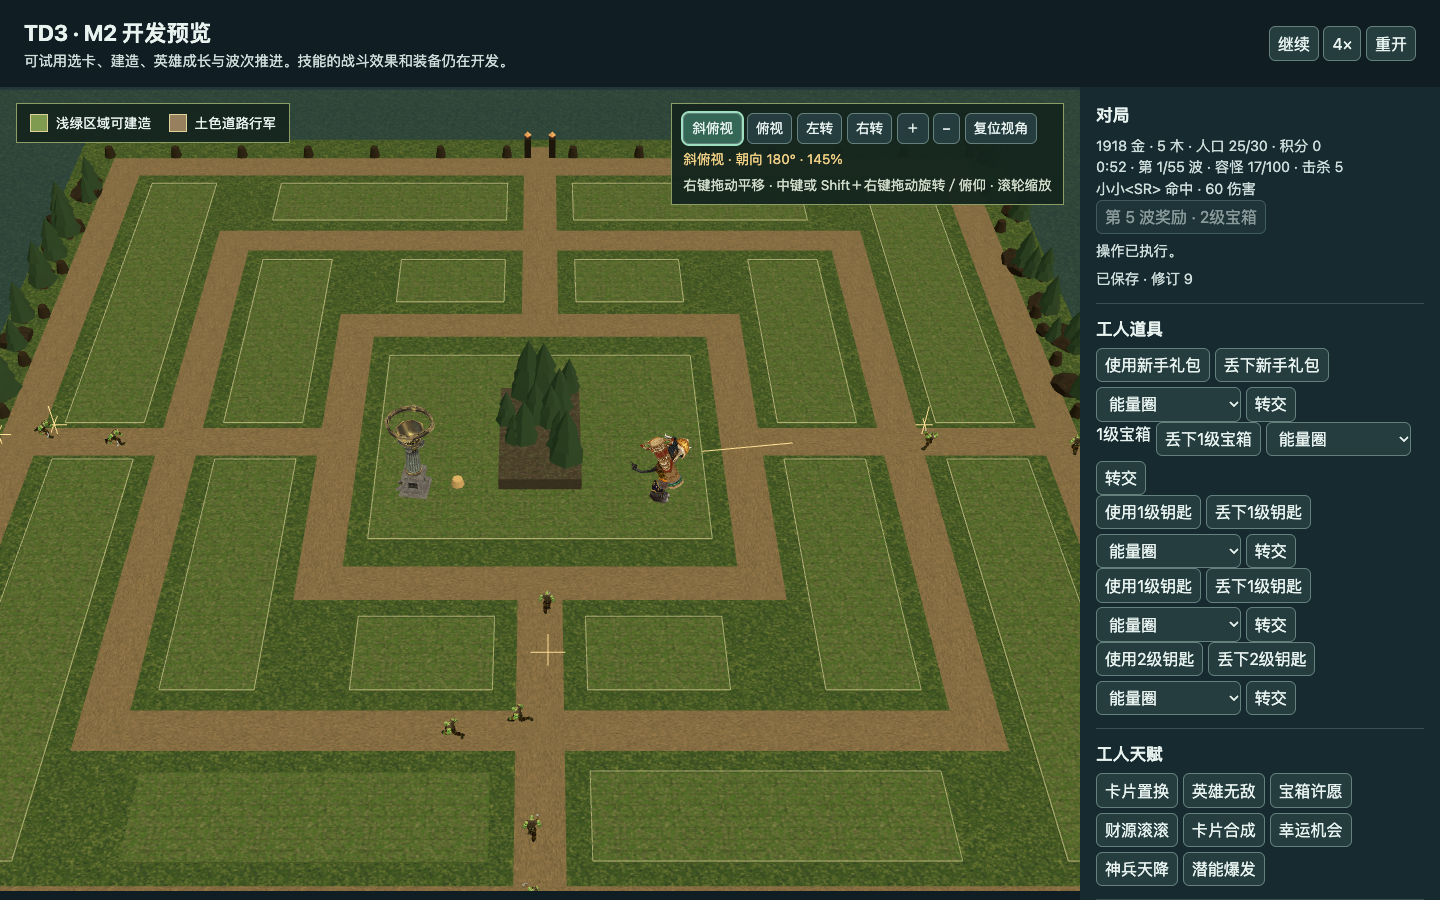 TD3 · M2 开发预览
可试用选卡、建造、英雄成长与波次推进。技能的战斗效果和装备仍在开发。
继续 4× 重开
浅绿区域可建造 土色道路行军
斜俯视 俯视 左转 右转 + − 复位视角
斜俯视 · 朝向 180° · 145%
右键拖动平移 · 中键或 Shift＋右键拖动旋转 / 俯仰 · 滚轮缩放
对局
1918 金 · 5 木 · 人口 25/30 · 积分 0
0:52 · 第 1/55 波 · 容怪 17/100 · 击杀 5
小小<SR> 命中 · 60 伤害
第 5 波奖励 · 2级宝箱
操作已执行。
已保存 · 修订 9
工人道具
使用新手礼包 丢下新手礼包
能量圈 转交
1级宝箱 丢下1级宝箱 能量圈
转交
使用1级钥匙 丢下1级钥匙
能量圈 转交
使用1级钥匙 丢下1级钥匙
能量圈 转交
使用2级钥匙 丢下2级钥匙
能量圈 转交
工人天赋
卡片置换 英雄无敌 宝箱许愿
财源滚滚 卡片合成 幸运机会
神兵天降 潜能爆发